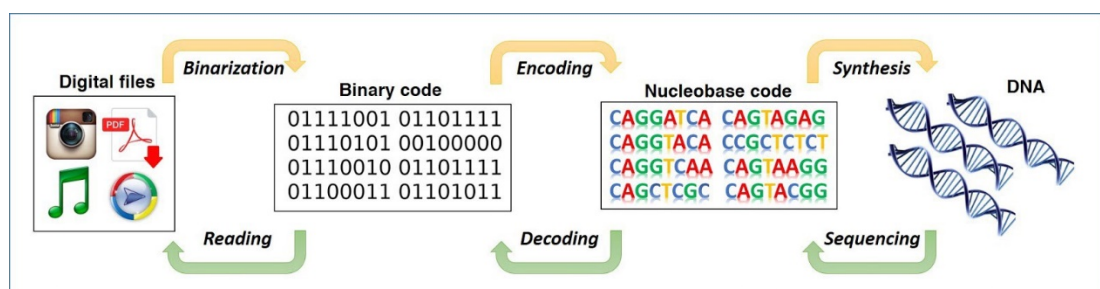 Binarization
Encoding
Synthesis
Digital files
Binary code
Nucleobase code
DNA
PDF
01111001 01101111
01110101 00100000
01110010 01101111
01100011 01101011
CAGGATCA CAGTAGAG
CAGGTACA CCGCTCTCT
CAGGTCAA CAGTAAGG
CAGCTCGC CAGTACGG
Reading
Decoding
Sequencing